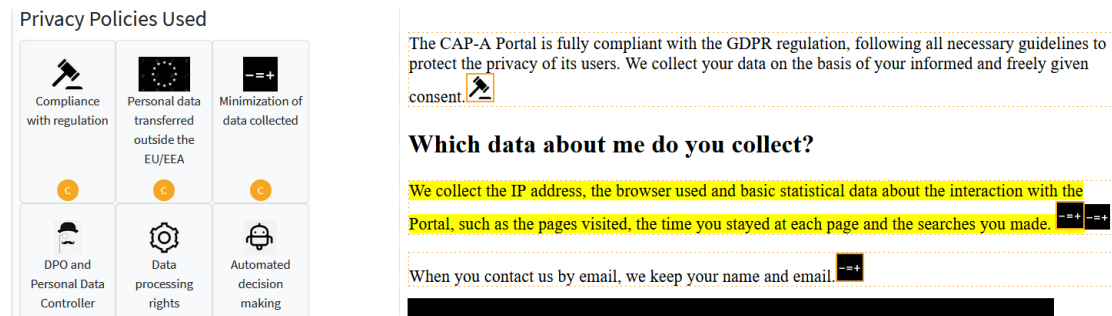 Privacy Policies Used
Compliance
with regulation
C
Personal data
transferred
outside the
EU/EEA
C
Minimization of
data collected
C
DPO and
Personal Data
Controller
Data
processing
rights
Automated
decision
making
The CAP-A Portal is fully compliant with the GDPR regulation, following all necessary guidelines to
protect the privacy of its users. We collect your data on the basis of your informed and freely given
consent.
Which data about me do you collect?
We collect the IP address, the browser used and basic statistical data about the interaction with the
Portal, such as the pages visited, the time you stayed at each page and the searches you made.
When you contact us by email, we keep your name and email.